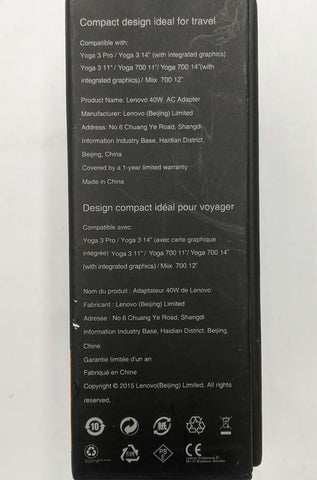 Compact design ideal for travel
Compatible with:
Yoga 3 Pro / Yoga 3 14" (with integrated graphics)
Yoga 3 11"/ Yoga 700 11"/ Yoga 700 14"(with
integrated graphics) / Miix 700 12"
Product Name: Lenovo 40W_AC Adapter
Manufacturer: Lenovo (Beijing) Limited
Address: No.6 Chuang Ye Road, Shangdi
Information Industry Base, Haidian District,
Beijing, China
Covered by a 1-year limited warranty
Made in China
Design compact idéal pour voyager
Compatible avec:
Yoga 3 Pro / Yoga 3 14" (avec carte graphique
intégrée) Yoga 3 11" / Yoga 700 11"/ Yoga 700 14"
(with integrated graphics) / Miix 700 12"
Nom du produit : Adaptateur 40W de Lenovo
Fabricant : Lenovo (Beijing) Limited
Adresse : No.6 Chuang Ye Road, Shangdi
Information Industry Base, Haidian District, Beijing,
Chine
Garantie limitée d'un an
Fabriqué en Chine
Copyright © 2015 Lenovo(Beijing) Limited. All rights
reserved.
10
CE